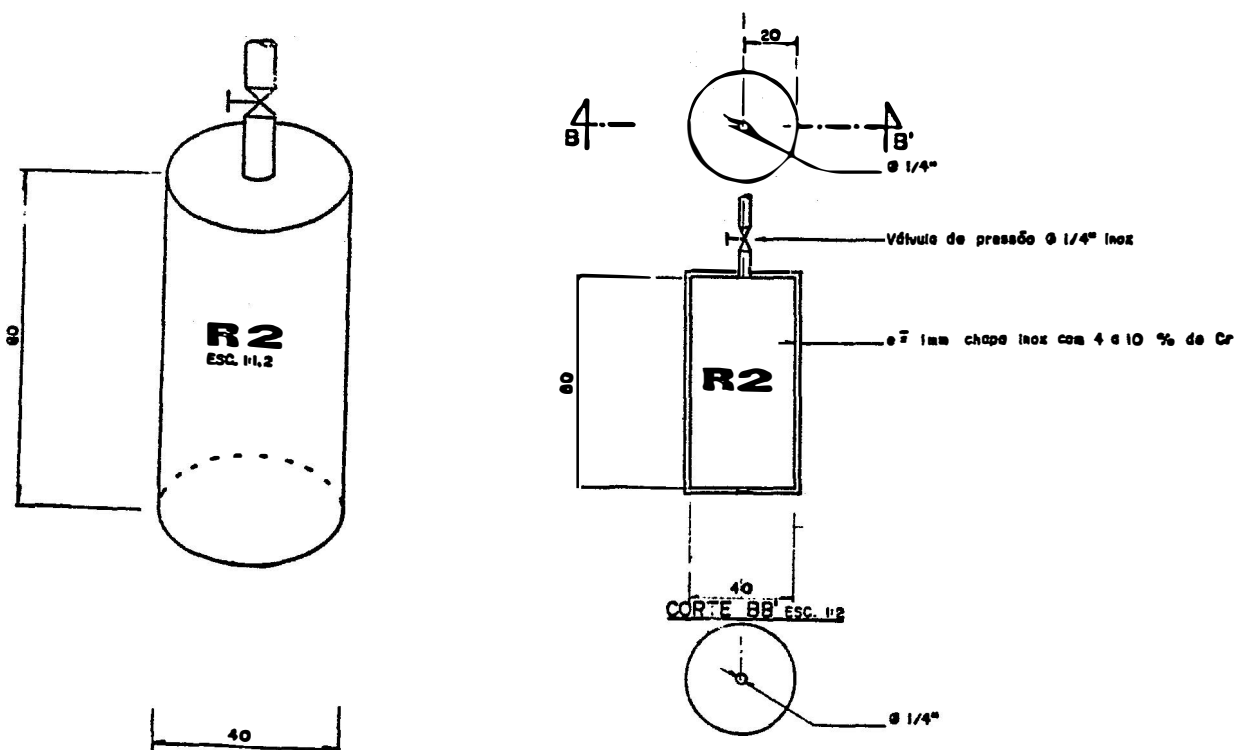 20
B
B'
Ø 1/4"
Válvula de pressão Ø 1/4" inox
80
R2
ESC. 1:1,2
80
R2
e = 1mm chapa inox com 4 a 10 % de Cr
40
CORTE BB' ESC. 1:2
Ø 1/4"
40